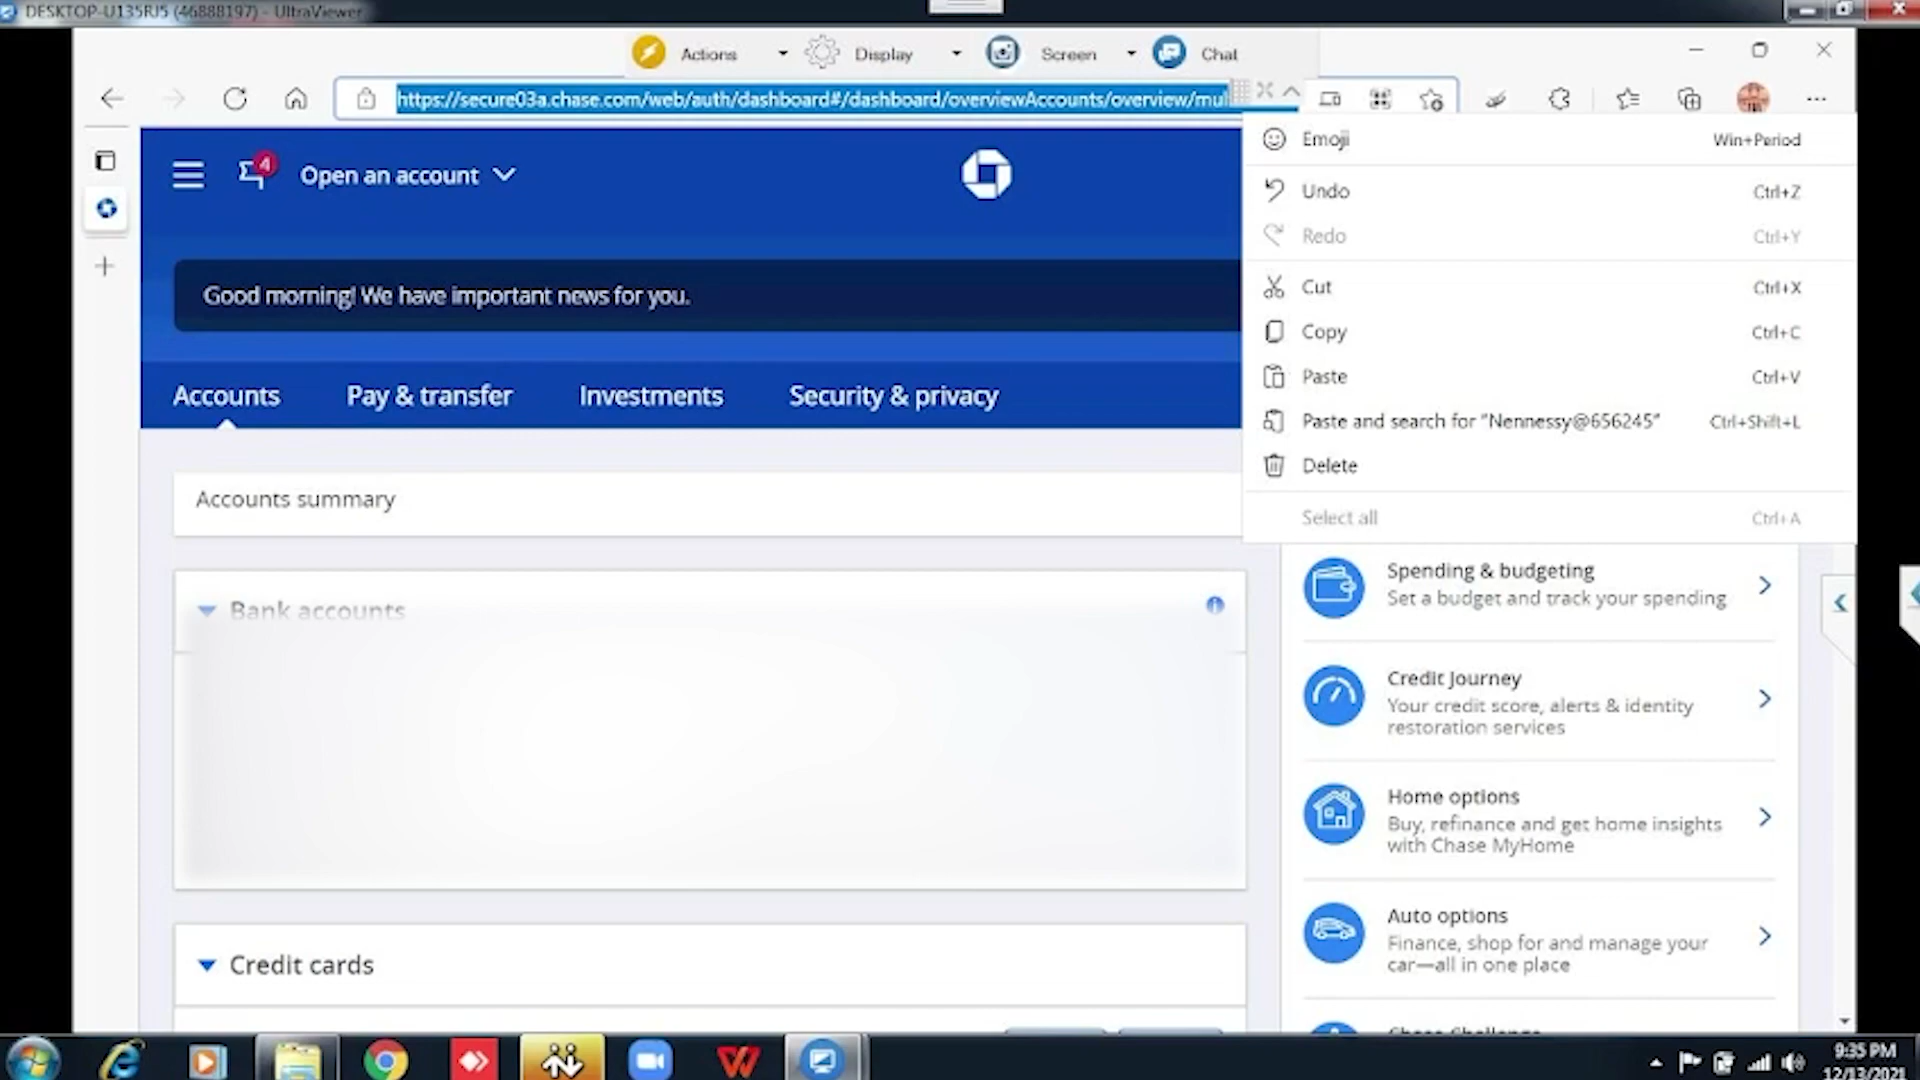 DESKTOP-U135RJ5 (46888197) - UltraViewer
Actions
Display
Screen
Chat
https://secure03a.chase.com/web/auth/dashboard#/dashboard/overviewAccounts/overview/mul
4
Open an account
Good morning! We have important news for you.
Accounts
Pay & transfer
Investments
Security & privacy
Accounts summary
Bank accounts
Credit cards
Emoji Win+Period
Undo Ctrl+Z
Redo Ctrl+Y
Cut Ctrl+X
Copy Ctrl+C
Paste Ctrl+V
Paste and search for "Nennessy@656245" Ctrl+Shift+L
Delete
Select all Ctrl+A
Spending & budgeting
Set a budget and track your spending
Credit Journey
Your credit score, alerts & identity
restoration services
Home options
Buy, refinance and get home insights
with Chase MyHome
Auto options
Finance, shop for and manage your
car—all in one place
9:35 PM
12/13/2021